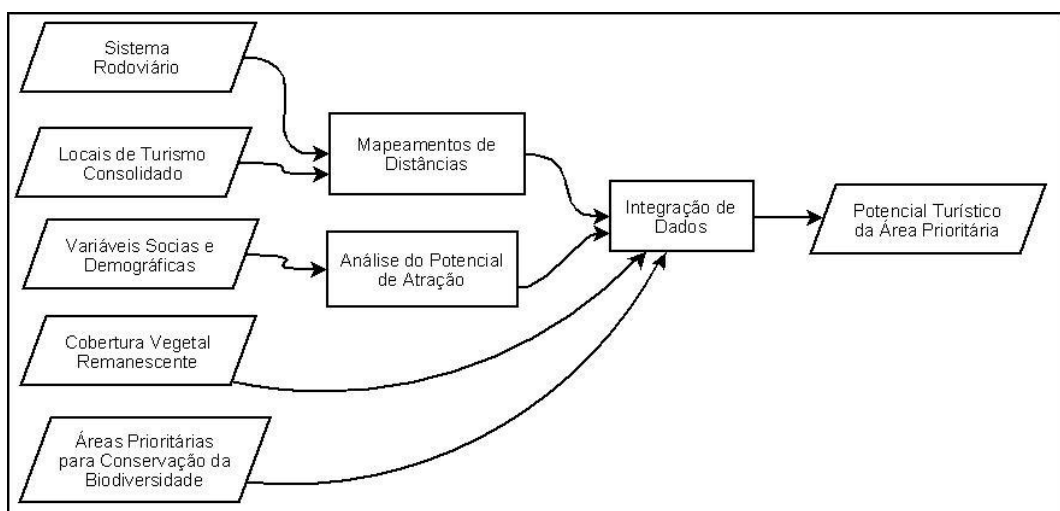 Sistema
Rodoviário
Locais de Turismo
Consolidado
Mapeamentos de
Distâncias
Variáveis Socias e
Demográficas
Análise do Potencial
de Atração
Integração de
Dados
Potencial Turístico
da Área Prioritária
Cobertura Vegetal
Remanescente
Áreas Prioritárias
para Conservação da
Biodiversidade